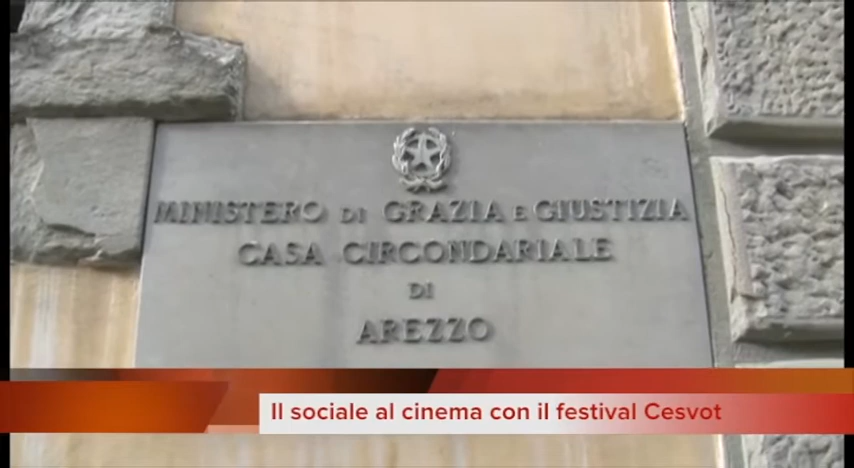 MINISTERO DI GRAZIA E GIUSTIZIA
CASA CIRCONDARIALE
DI
AREZZO
Il sociale al cinema con il festival Cesvot